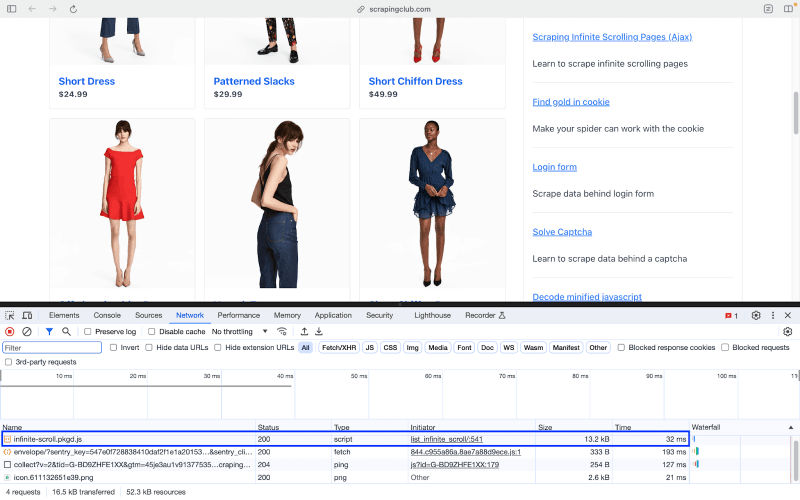 scrapingclub.com
Short Dress
$24.99
Patterned Slacks
$29.99
Short Chiffon Dress
$49.99
Scraping Infinite Scrolling Pages (Ajax)
Learn to scrape infinite scrolling pages
Find gold in cookie
Make your spider can work with the cookie
Login form
Scrape data behind login form
Solve Captcha
Learn to scrape data behind a captcha
Decode minified javascript
Elements Console Sources Network Performance Memory Application Security Lighthouse Recorder 1
Preserve log Disable cache No throttling
Filter Invert Hide data URLs Hide extension URLs All Fetch/XHR JS CSS Img Media Font Doc WS Wasm Manifest Other Blocked response cookies Blocked requests
3rd-party requests
10 ms 20 ms 30 ms 40 ms 50 ms 60 ms 70 ms 80 ms 90 ms 100 ms 11
Name Status Type Initiator Size Time Waterfall
infinite-scroll.pkgd.js 200 script list_infinite_scroll/:541 13.2 kB 32 ms
envelope/?sentry_key=547e0f728838410daf2f1e1a20153...&sentry_cli... 200 fetch 844.c955a86a.8ae7a88d9ece.js:1 333 B 193 ms
collect?v=2&tid=G-BD9ZHFE1XX&gtm=45je3au1v91377535...craping... 204 ping js?id=G-BD9ZHFE1XX:179 254 B 127 ms
icon.611132651e39.png 200 png Other 2.6 kB 21 ms
4 requests 16.5 kB transferred 52.3 kB resources